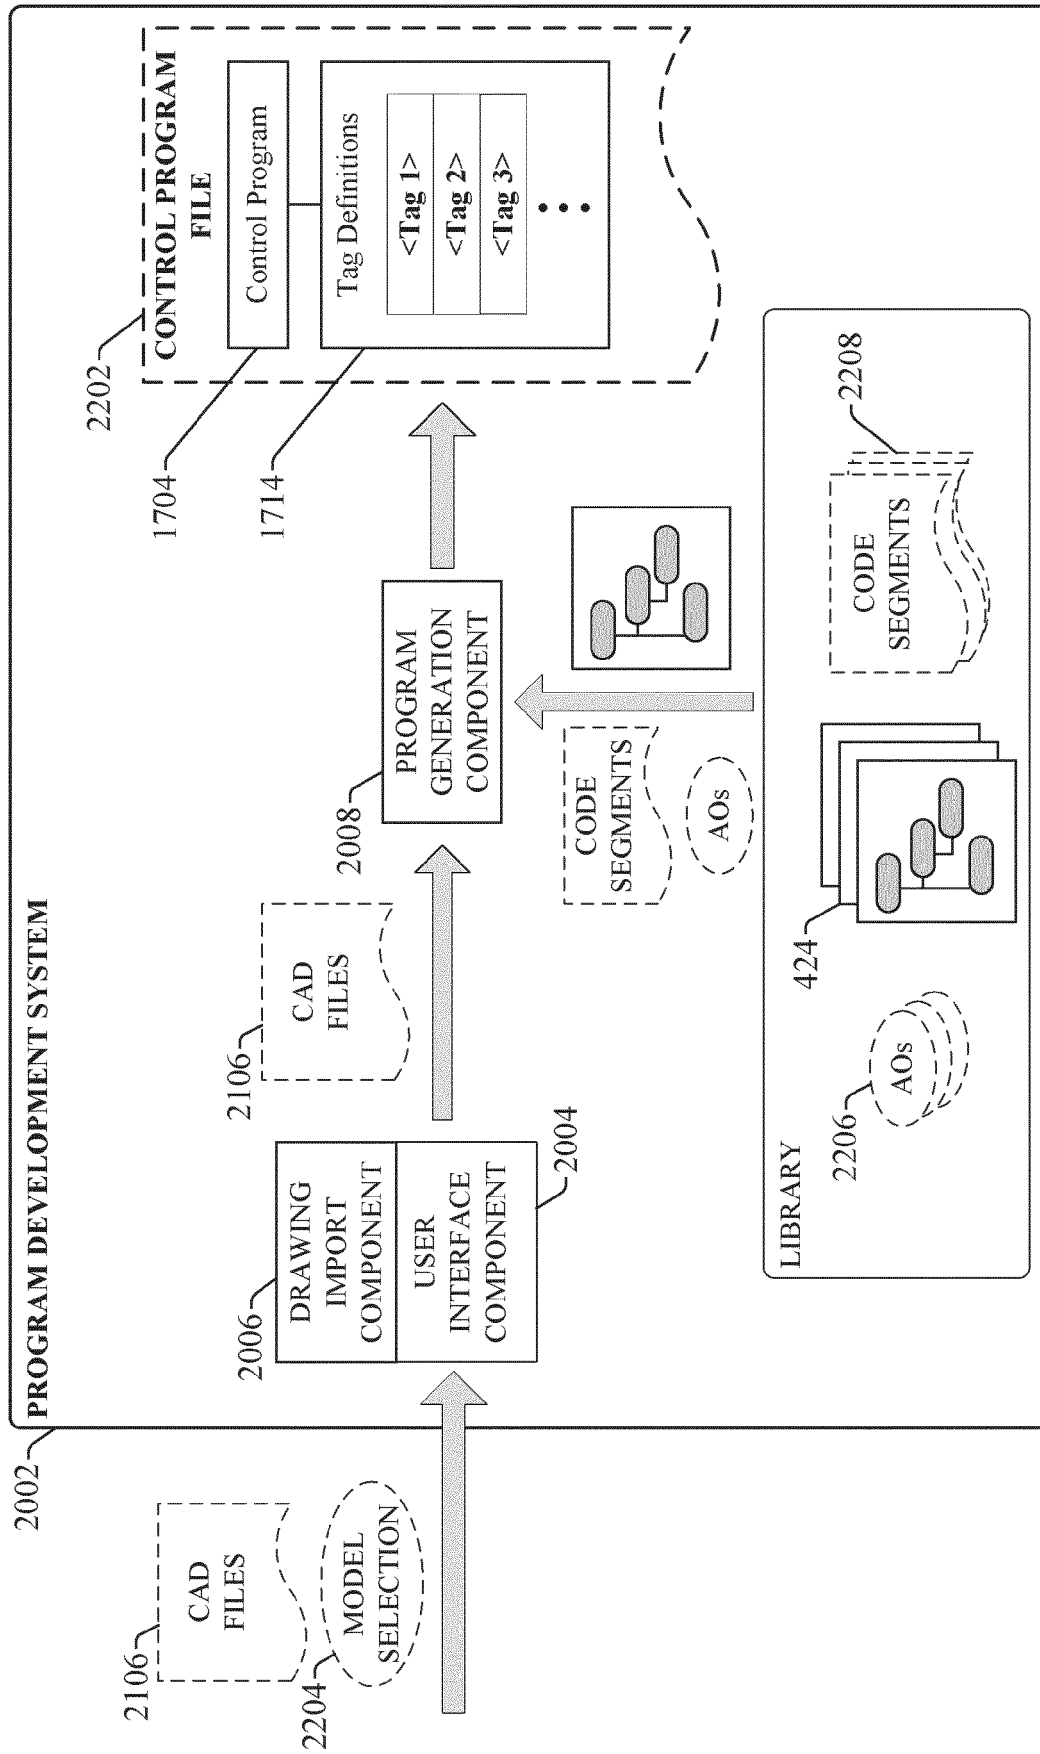 2002
PROGRAM DEVELOPMENT SYSTEM
2106
CAD
FILES
2204
MODEL
SELECTION
2006
DRAWING
IMPORT
COMPONENT
USER
INTERFACE
COMPONENT
2004
2106
CAD
FILES
2008
PROGRAM
GENERATION
COMPONENT
CODE
SEGMENTS
AOs
2202
CONTROL PROGRAM
FILE
1704
Control Program
1714
Tag Definitions
<Tag 1>
<Tag 2>
<Tag 3>
• • •
LIBRARY
2206
AOs
424
CODE
SEGMENTS
2208